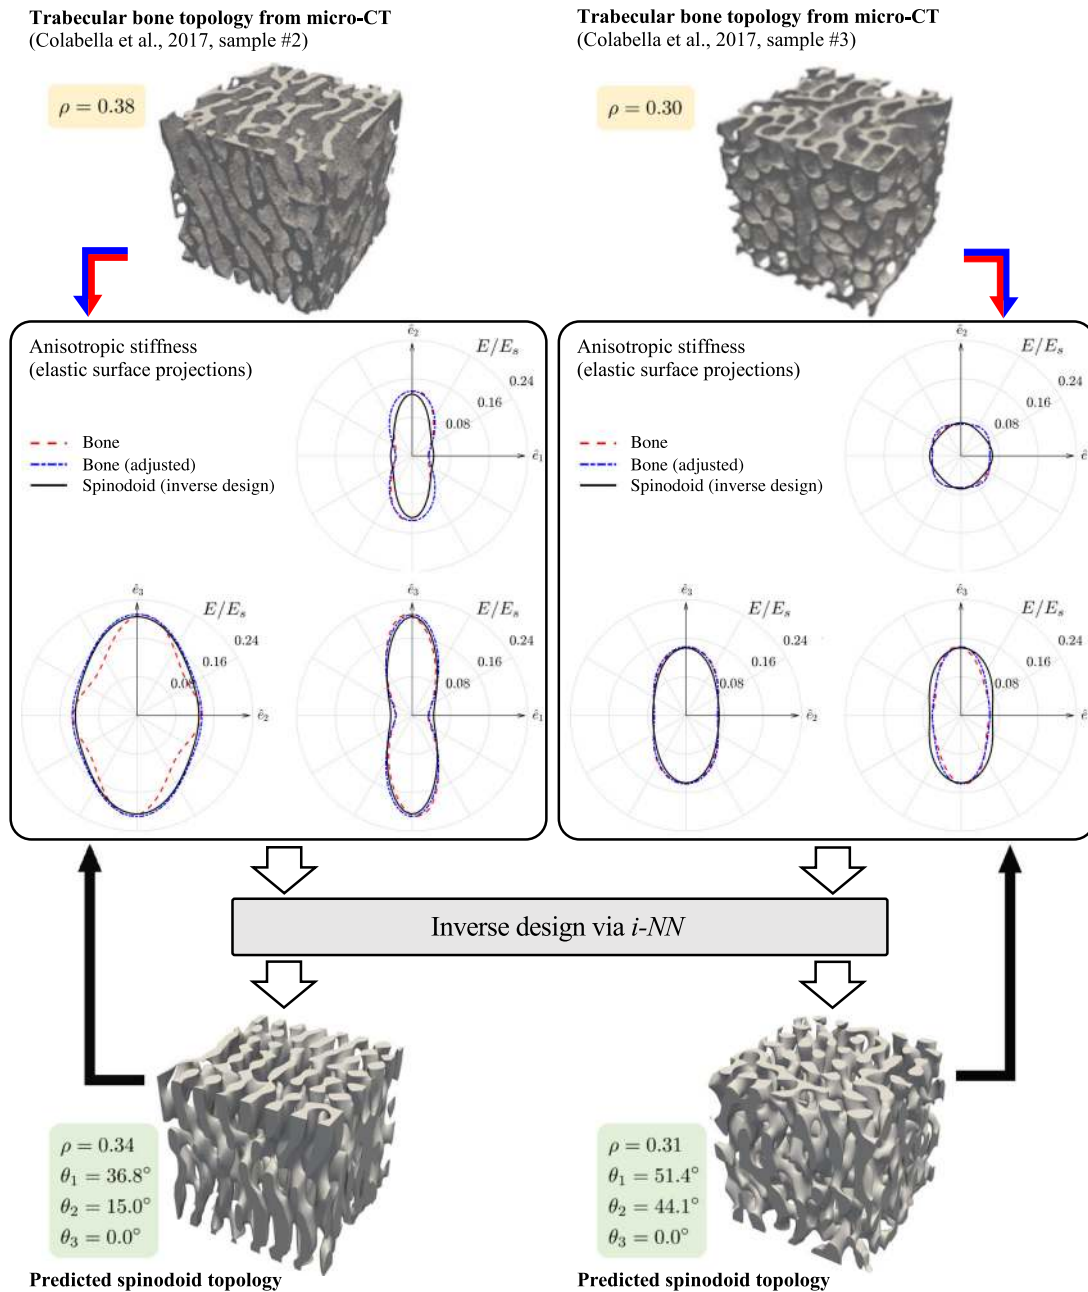 Trabecular bone topology from micro-CT
(Colabella et al., 2017, sample #2)
ρ = 0.38
Trabecular bone topology from micro-CT
(Colabella et al., 2017, sample #3)
ρ = 0.30
Anisotropic stiffness
(elastic surface projections)
Bone
Bone (adjusted)
Spinodoid (inverse design)
ê₂
E/Eₛ
0.24
0.16
0.08
ê₁
ê₃
E/Eₛ
0.24
0.16
0.08
ê₂
ê₃
E/Eₛ
0.24
0.16
0.08
ê₁
Anisotropic stiffness
(elastic surface projections)
Bone
Bone (adjusted)
Spinodoid (inverse design)
ê₂
E/Eₛ
0.24
0.16
0.08
ê
ê₃
E/Eₛ
0.24
0.16
0.08
ê₂
ê₃
E/Eₛ
0.24
0.16
0.08
ê
Inverse design via i-NN
ρ = 0.34
θ₁ = 36.8°
θ₂ = 15.0°
θ₃ = 0.0°
Predicted spinodoid topology
ρ = 0.31
θ₁ = 51.4°
θ₂ = 44.1°
θ₃ = 0.0°
Predicted spinodoid topology